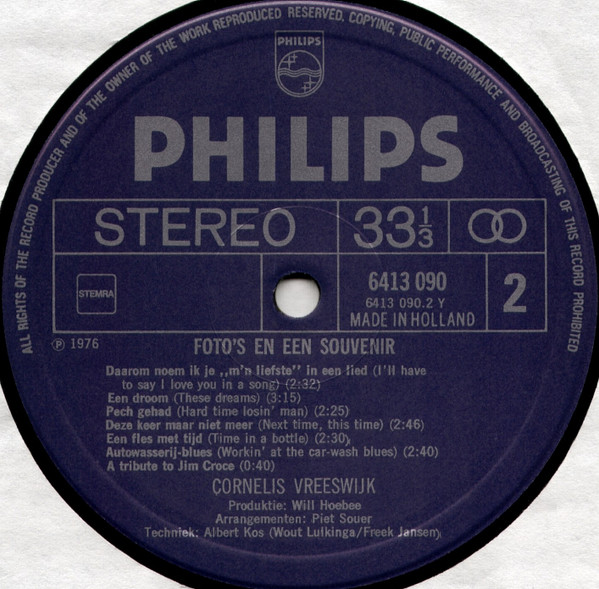 ALL RIGHTS OF THE RECORD PRODUCER AND OF THE OWNER OF THE WORK REPRODUCED RESERVED. COPYING, PUBLIC PERFORMANCE AND BROADCASTING OF THIS RECORD PROHIBITED
PHILIPS
PHILIPS
STEREO 33 1/3
STEMRA
6413 090
6413 090.2 Y
MADE IN HOLLAND
2
℗ 1976
FOTO'S EN EEN SOUVENIR
Daarom noem ik je ,,m'n liefste" in een lied (I'll have
to say I love you in a song) (2:32)
Een droom (These dreams) (3:15)
Pech gehad (Hard time losin' man) (2:25)
Deze keer maar niet meer (Next time, this time) (2:46)
Een fles met tijd (Time in a bottle) (2:30)
Autowasserij-blues (Workin' at the car-wash blues) (2:40)
A tribute to Jim Croce (0:40)
CORNELIS VREESWIJK
Produktie: Will Hoebee
Arrangementen: Piet Souer
Techniek: Albert Kos (Wout Lulkinga/Freek Jansen)